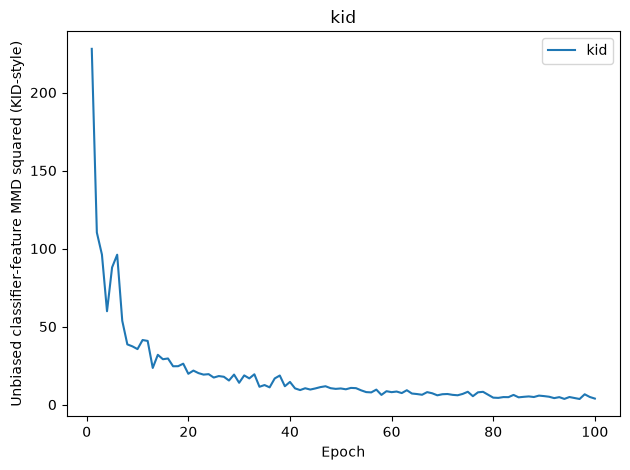 kid
kid
Unbiased classifier-feature MMD squared (KID-style)
200
150
100
50
0
0 20 40 60 80 100
Epoch